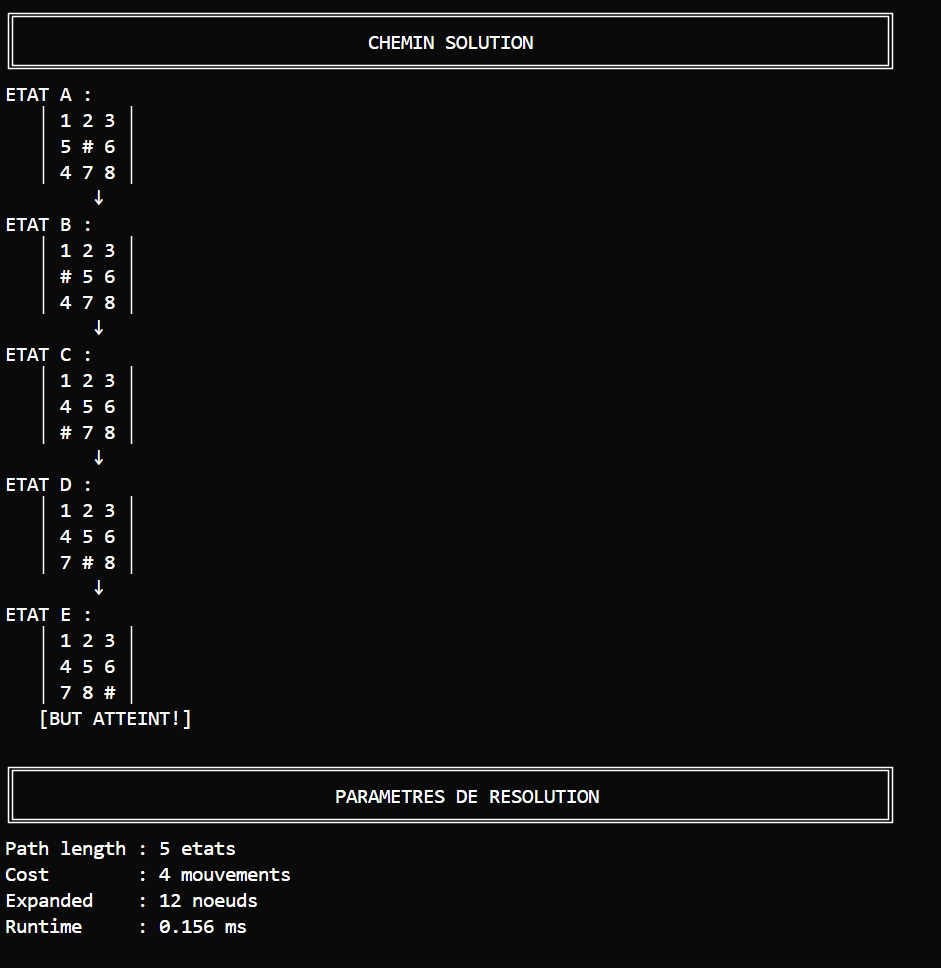 CHEMIN SOLUTION
ETAT A :
| 1 2 3 |
| 5 # 6 |
| 4 7 8 |
↓
ETAT B :
| 1 2 3 |
| # 5 6 |
| 4 7 8 |
↓
ETAT C :
| 1 2 3 |
| 4 5 6 |
| # 7 8 |
↓
ETAT D :
| 1 2 3 |
| 4 5 6 |
| 7 # 8 |
↓
ETAT E :
| 1 2 3 |
| 4 5 6 |
| 7 8 # |
[BUT ATTEINT!]
PARAMETRES DE RESOLUTION
Path length : 5 etats
Cost : 4 mouvements
Expanded : 12 noeuds
Runtime : 0.156 ms